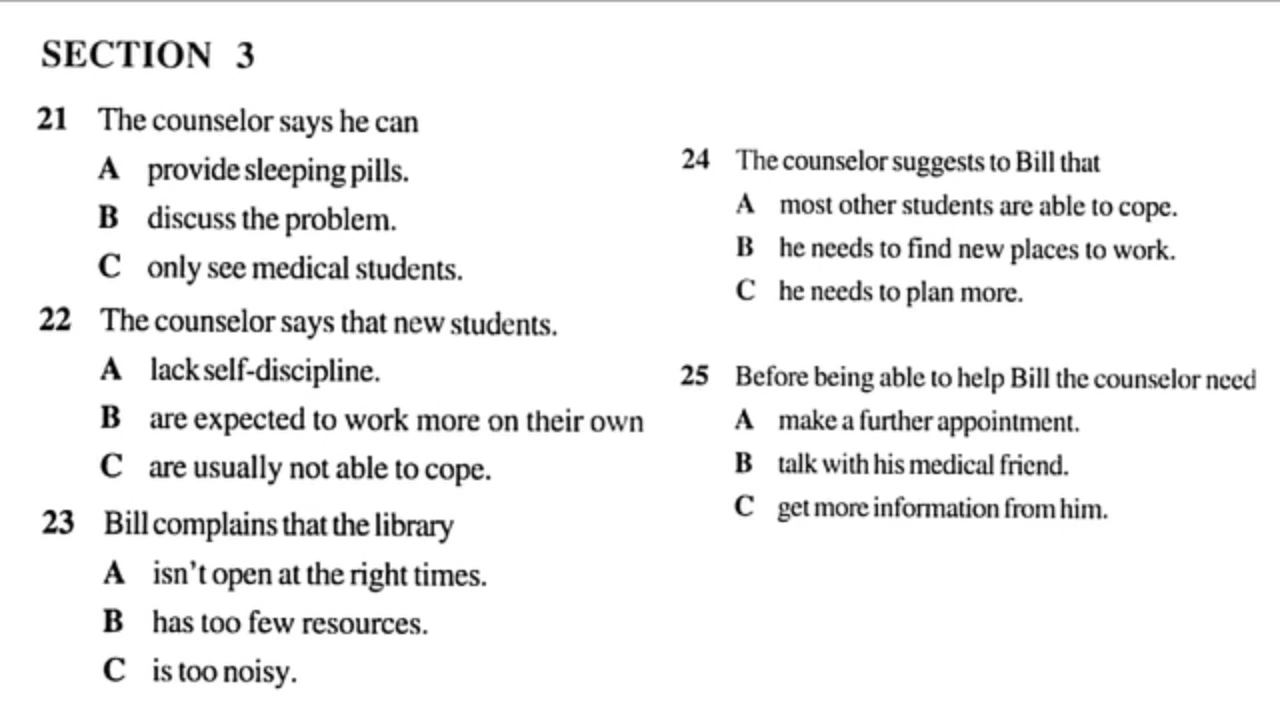 SECTION 3
21 The counselor says he can
A provide sleeping pills.
B discuss the problem.
C only see medical students.
22 The counselor says that new students.
A lack self-discipline.
B are expected to work more on their own
C are usually not able to cope.
23 Bill complains that the library
A isn't open at the right times.
B has too few resources.
C is too noisy.
24 The counselor suggests to Bill that
A most other students are able to cope.
B he needs to find new places to work.
C he needs to plan more.
25 Before being able to help Bill the counselor need
A make a further appointment.
B talk with his medical friend.
C get more information from him.